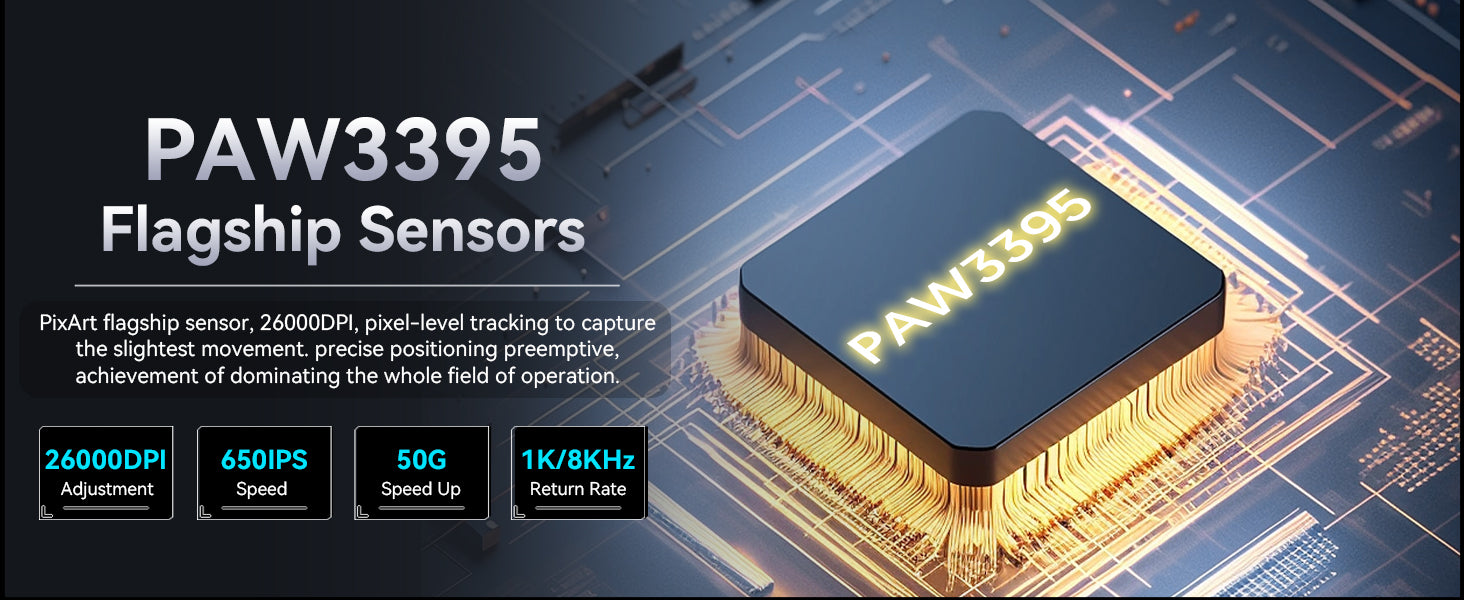 PAW3395
Flagship Sensors
PixArt flagship sensor, 26000DPI, pixel-level tracking to capture
the slightest movement. precise positioning preemptive,
achievement of dominating the whole field of operation.
26000DPI
Adjustment
650IPS
Speed
50G
Speed Up
1K/8KHz
Return Rate
PAW3395